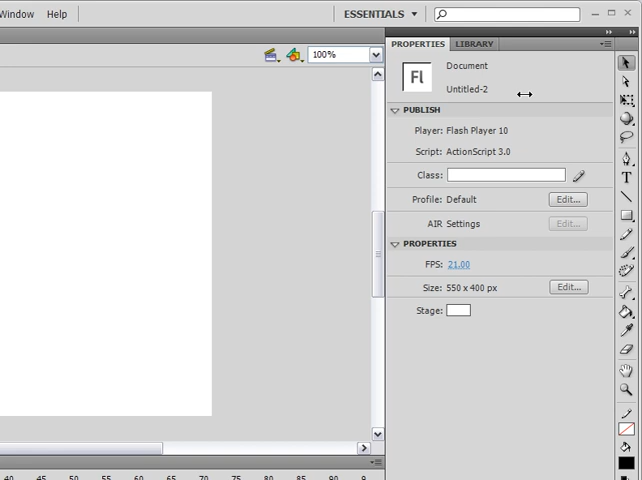 Window Help ESSENTIALS
100%
PROPERTIES LIBRARY
Fl Document
Untitled-2
PUBLISH
Player: Flash Player 10
Script: ActionScript 3.0
Class:
Profile: Default Edit...
AIR Settings Edit...
PROPERTIES
FPS: 21.00
Size: 550 x 400 px Edit...
Stage:
T
40 45 50 55 60 65 70 75 80 85 9